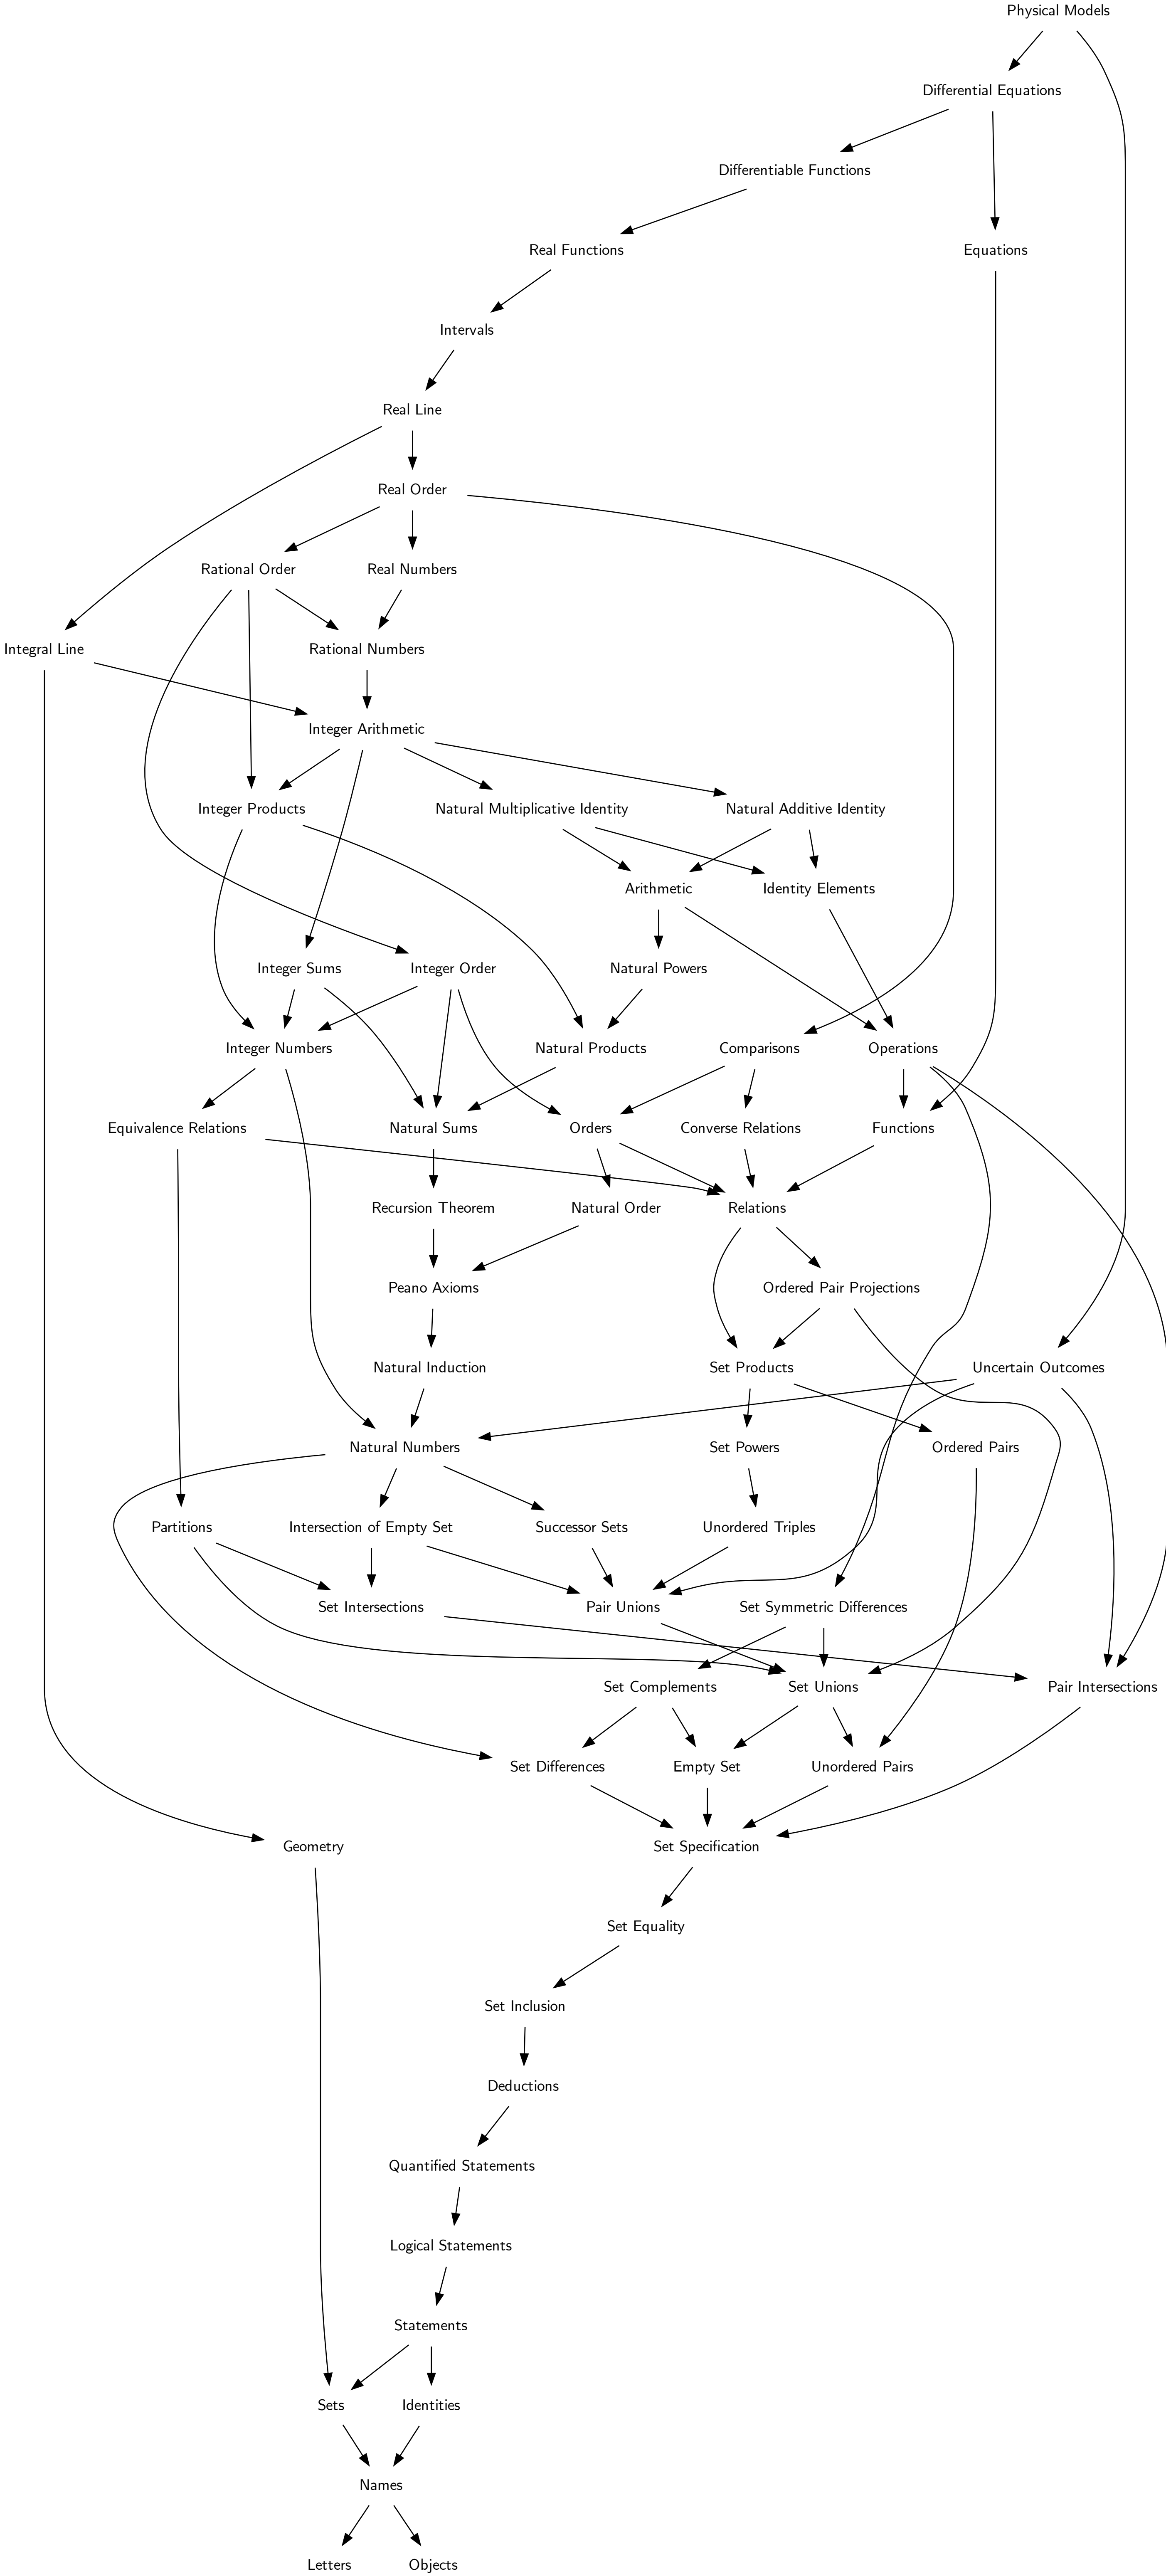 Physical Models
Differential Equations
Differentiable Functions
Real Functions
Equations
Intervals
Real Line
Real Order
Rational Order
Real Numbers
Integral Line
Rational Numbers
Integer Arithmetic
Integer Products
Natural Multiplicative Identity
Natural Additive Identity
Arithmetic
Identity Elements
Integer Sums
Integer Order
Natural Powers
Integer Numbers
Natural Products
Comparisons
Operations
Equivalence Relations
Natural Sums
Orders
Converse Relations
Functions
Recursion Theorem
Natural Order
Relations
Peano Axioms
Ordered Pair Projections
Natural Induction
Set Products
Uncertain Outcomes
Natural Numbers
Set Powers
Ordered Pairs
Partitions
Intersection of Empty Set
Successor Sets
Unordered Triples
Set Intersections
Pair Unions
Set Symmetric Differences
Set Complements
Set Unions
Pair Intersections
Set Differences
Empty Set
Unordered Pairs
Geometry
Set Specification
Set Equality
Set Inclusion
Deductions
Quantified Statements
Logical Statements
Statements
Sets
Identities
Names
Letters
Objects